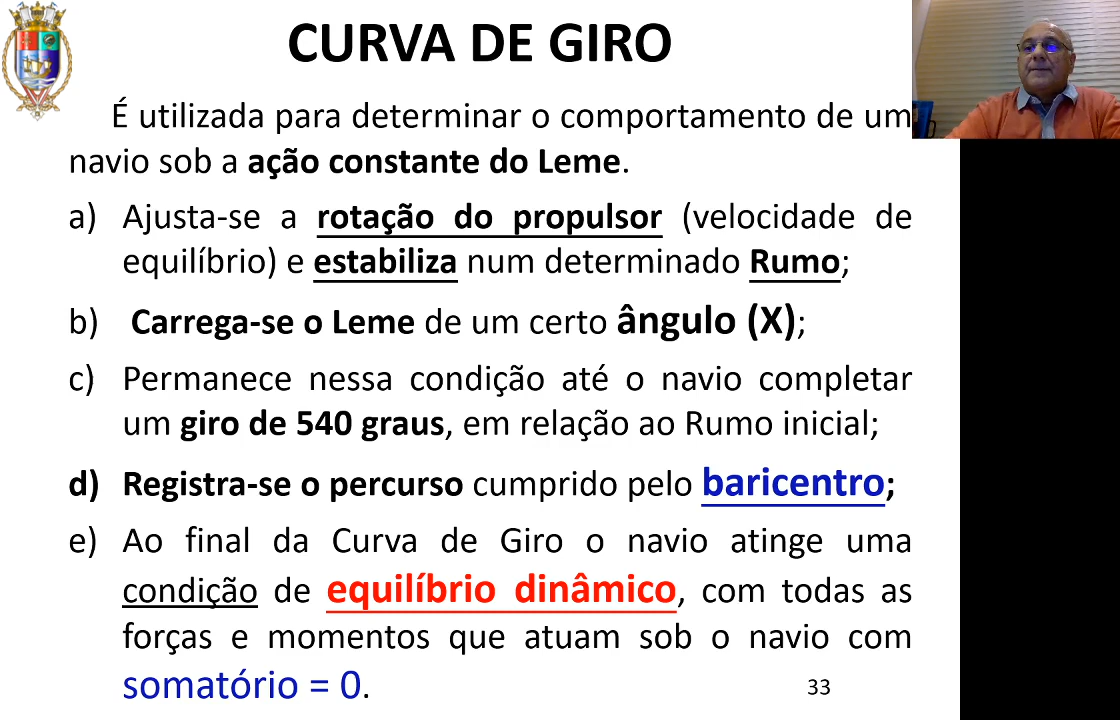 CURVA DE GIRO
É utilizada para determinar o comportamento de um
navio sob a ação constante do Leme.
a) Ajusta-se a rotação do propulsor (velocidade de
equilíbrio) e estabiliza num determinado Rumo;
b) Carrega-se o Leme de um certo ângulo (X);
c) Permanece nessa condição até o navio completar
um giro de 540 graus, em relação ao Rumo inicial;
d) Registra-se o percurso cumprido pelo baricentro;
e) Ao final da Curva de Giro o navio atinge uma
condição de equilíbrio dinâmico, com todas as
forças e momentos que atuam sob o navio com
somatório = 0.
33